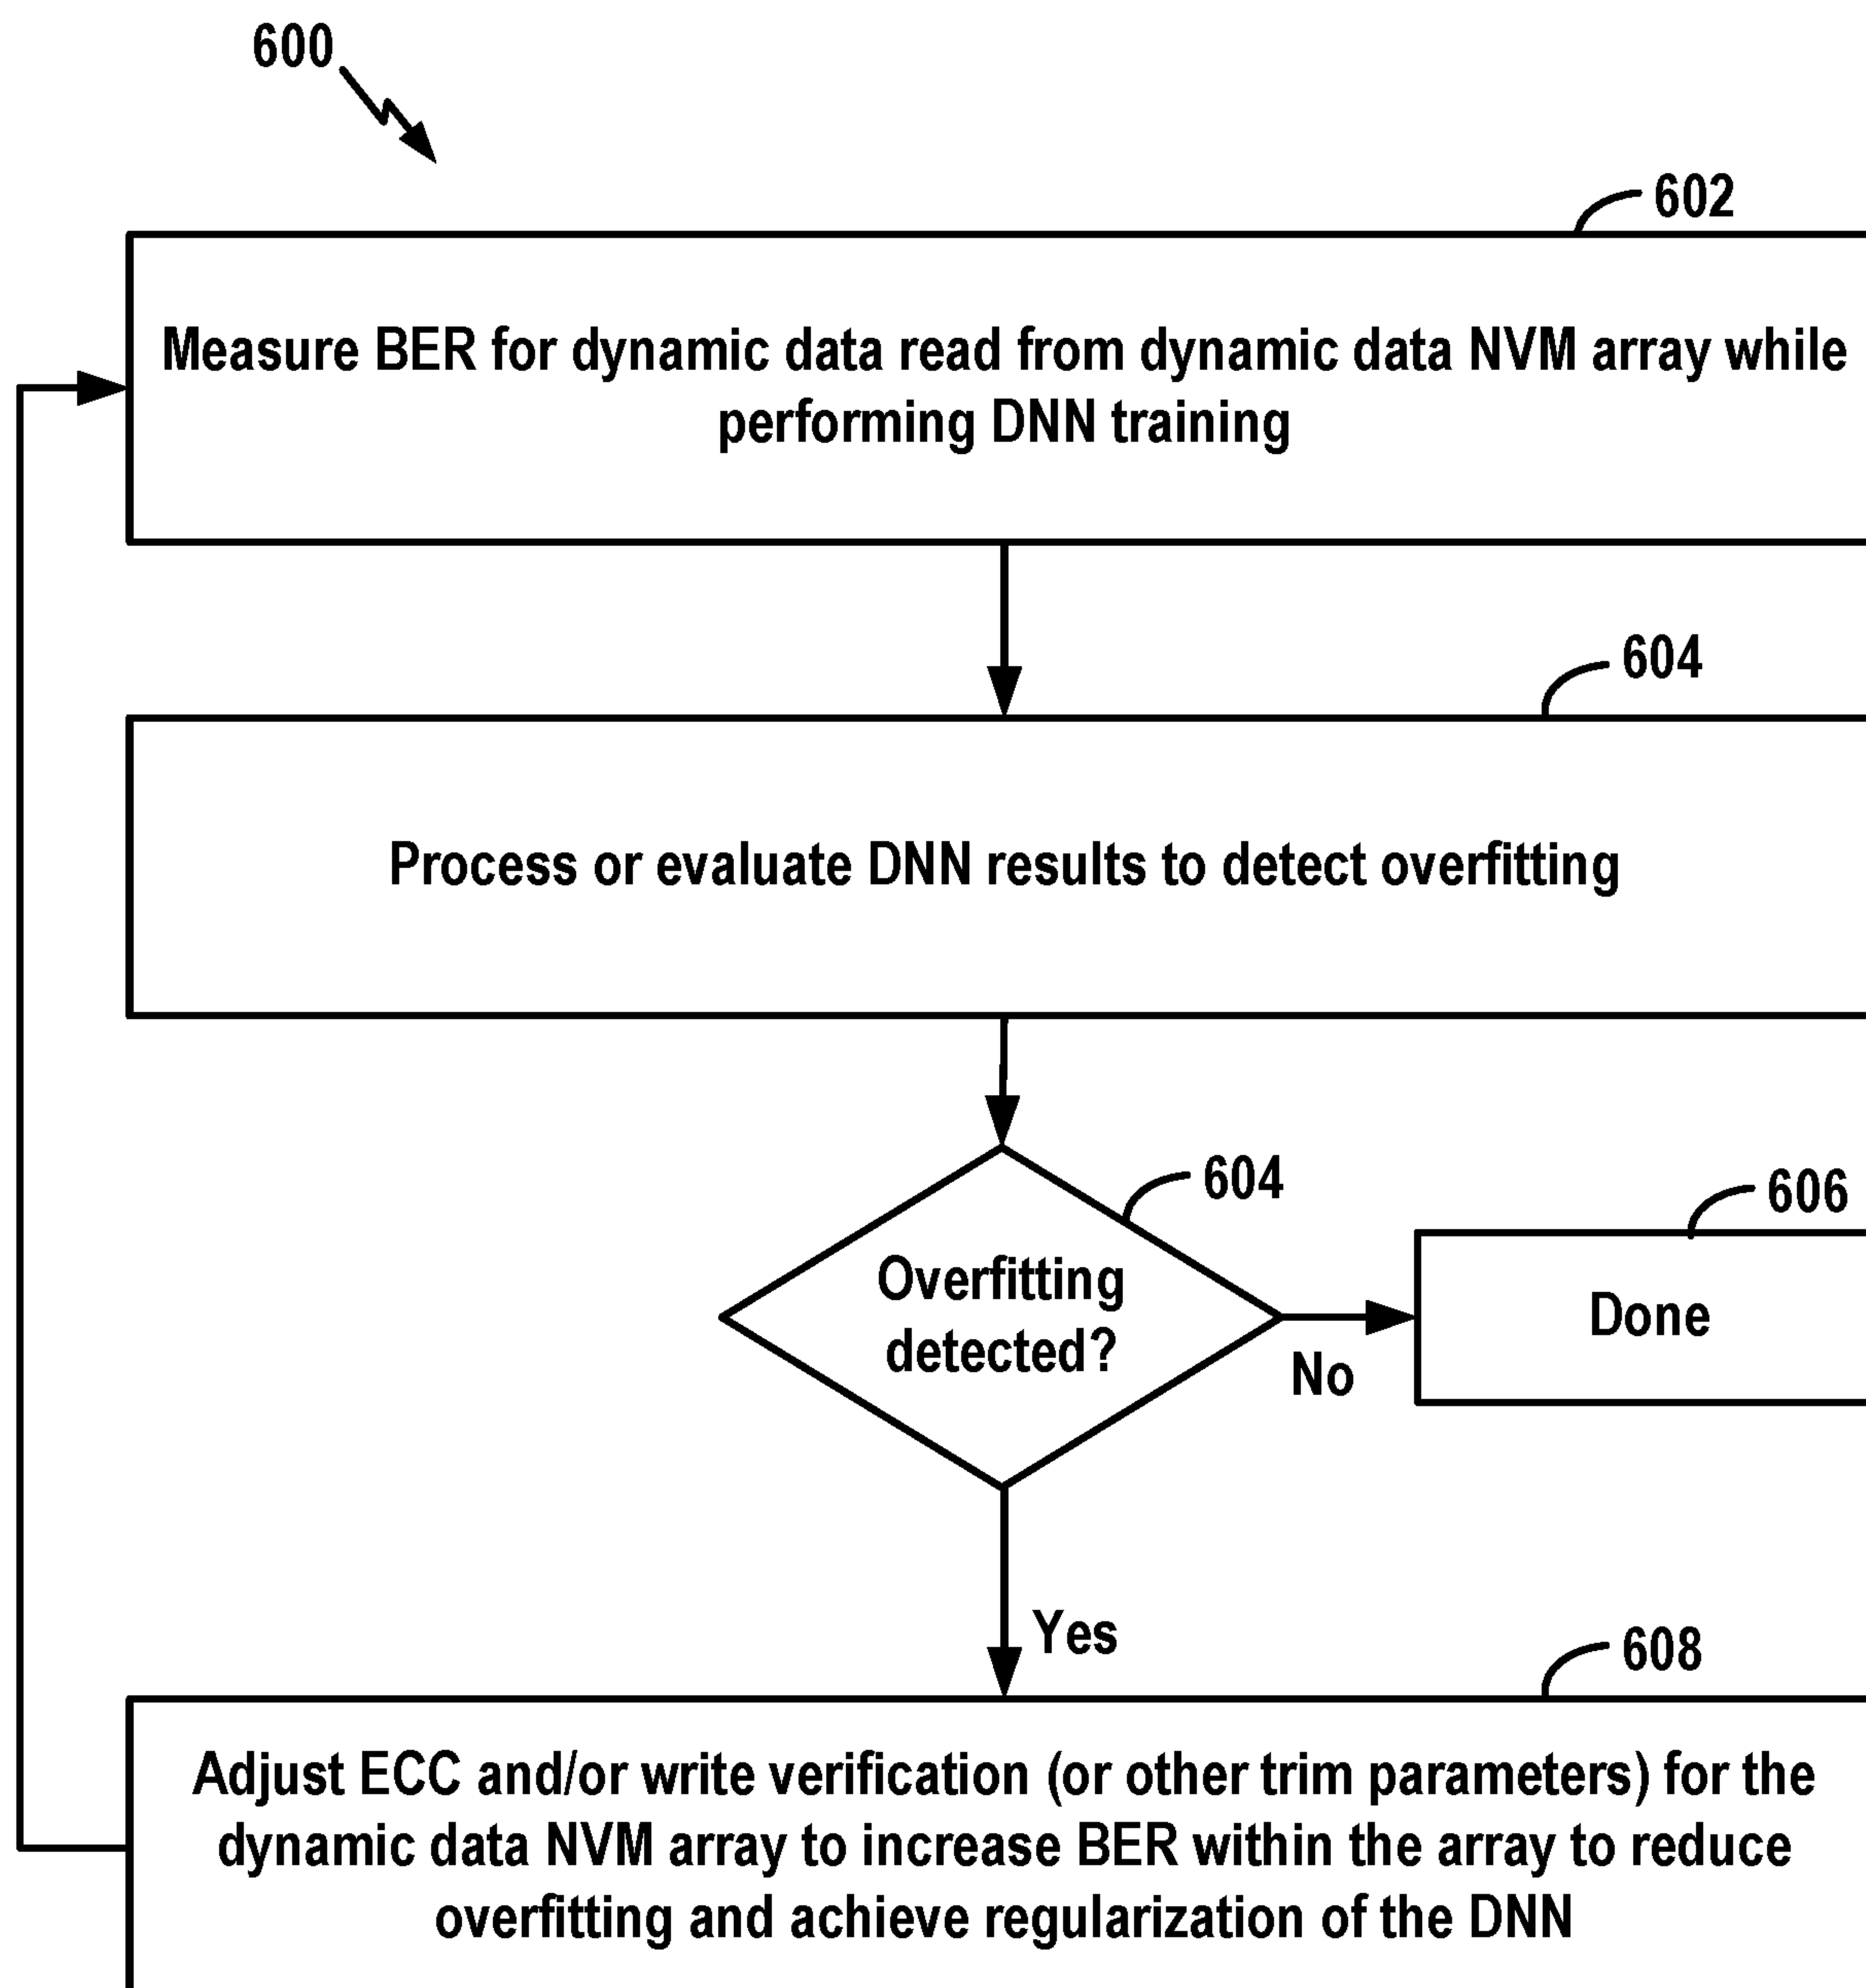 600
602
Measure BER for dynamic data read from dynamic data NVM array while
performing DNN training
604
Process or evaluate DNN results to detect overfitting
604
Overfitting
detected?
606
Done
No
Yes
608
Adjust ECC and/or write verification (or other trim parameters) for the
dynamic data NVM array to increase BER within the array to reduce
overfitting and achieve regularization of the DNN